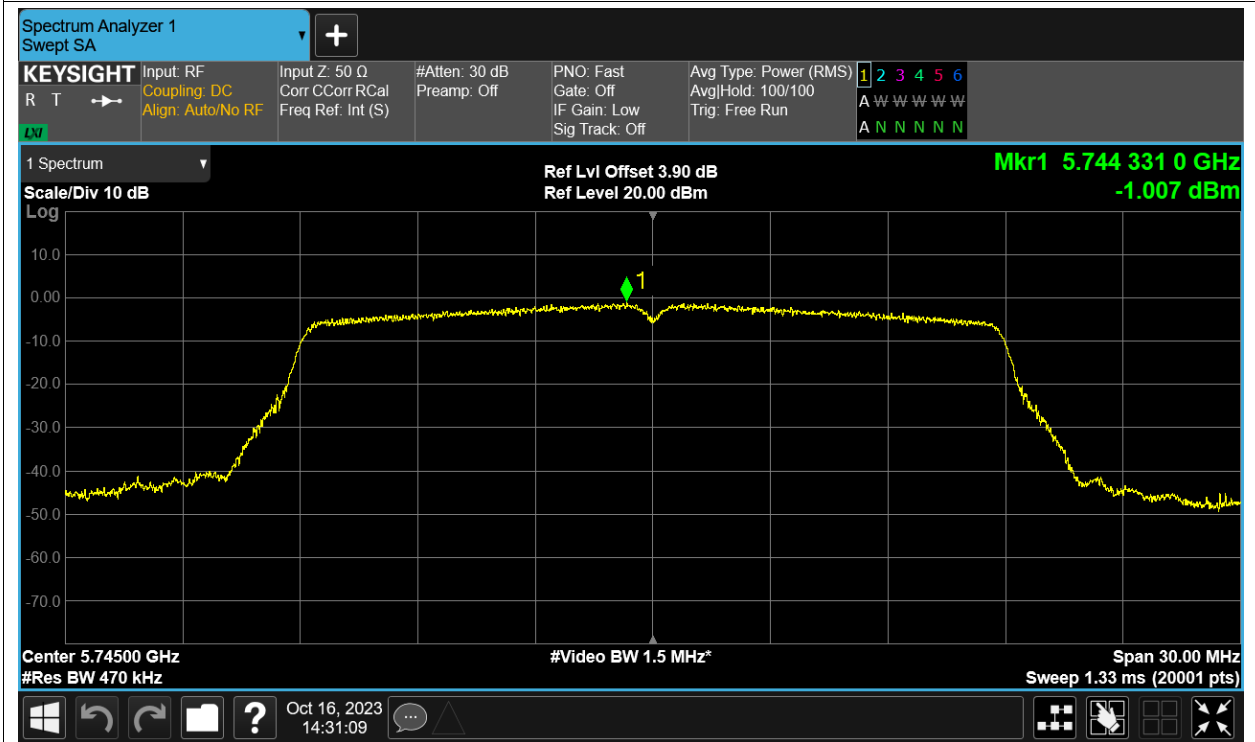 Spectrum Analyzer 1
Swept SA
KEYSIGHT
R T
LXI
Input: RF
Coupling: DC
Align: Auto/No RF
Input Z: 50 Ω
Corr CCorr RCal
Freq Ref: Int (S)
#Atten: 30 dB
Preamp: Off
PNO: Fast
Gate: Off
IF Gain: Low
Sig Track: Off
Avg Type: Power (RMS)
Avg|Hold: 100/100
Trig: Free Run
1 2 3 4 5 6
A W W W W W
A N N N N N
1 Spectrum
Scale/Div 10 dB
Log
Ref Lvl Offset 3.90 dB
Ref Level 20.00 dBm
Mkr1 5.744 331 0 GHz
-1.007 dBm
10.0
1
0.00
-10.0
-20.0
-30.0
-40.0
-50.0
-60.0
-70.0
Center 5.74500 GHz
#Res BW 470 kHz
#Video BW 1.5 MHz*
Span 30.00 MHz
Sweep 1.33 ms (20001 pts)
?
Oct 16, 2023
14:31:09